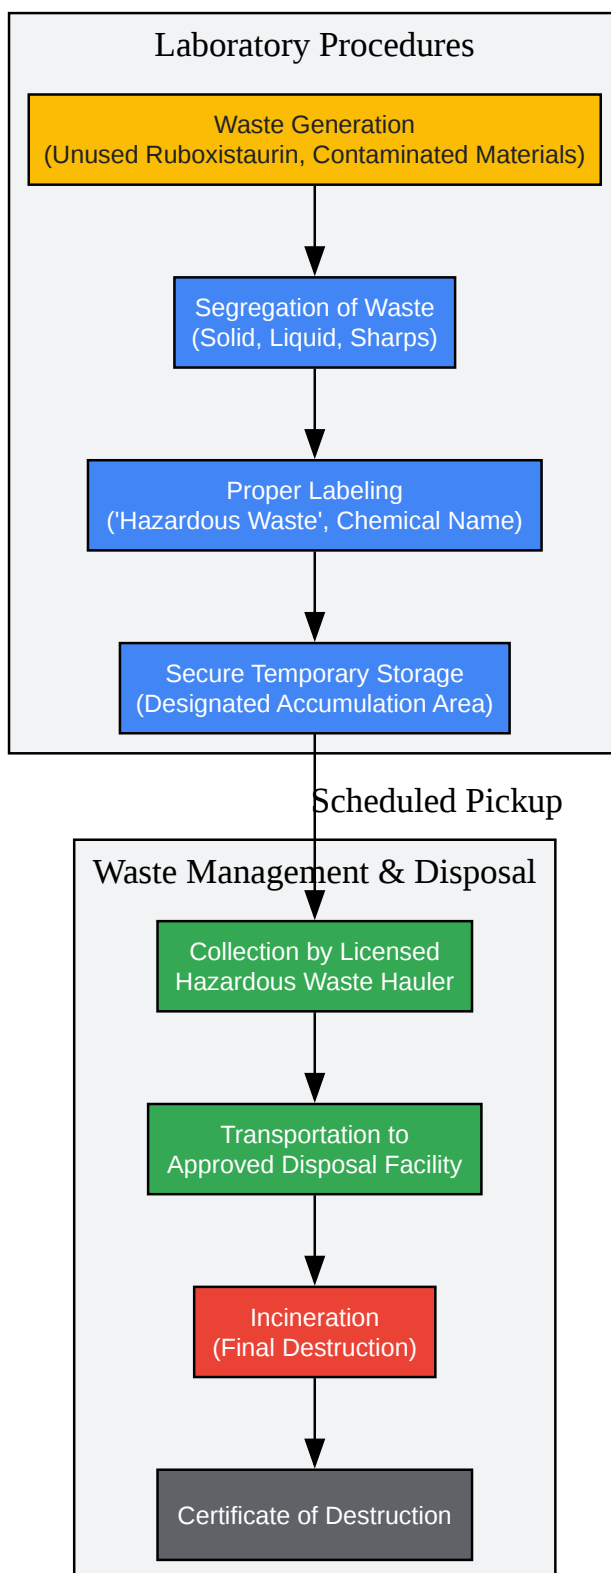 Laboratory Procedures
Waste Generation
(Unused Ruboxistaurin, Contaminated Materials)
Segregation of Waste
(Solid, Liquid, Sharps)
Proper Labeling
('Hazardous Waste', Chemical Name)
Secure Temporary Storage
(Designated Accumulation Area)
Scheduled Pickup
Waste Management & Disposal
Collection by Licensed
Hazardous Waste Hauler
Transportation to
Approved Disposal Facility
Incineration
(Final Destruction)
Certificate of Destruction